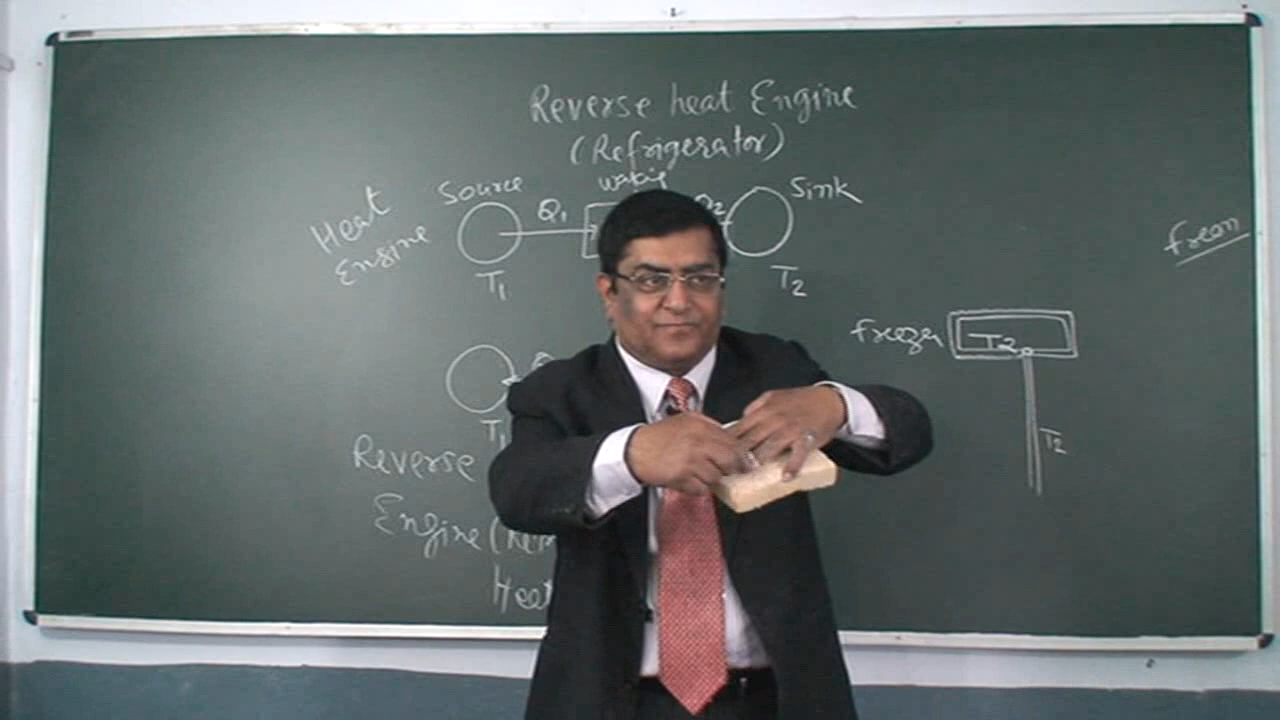 Reverse heat Engine
(Refrigerator)
Heat
Engine
Source
Q1
Q2
Sink
T1
T2
freon
freezer
T2
T2
T1
Reverse
Engine (